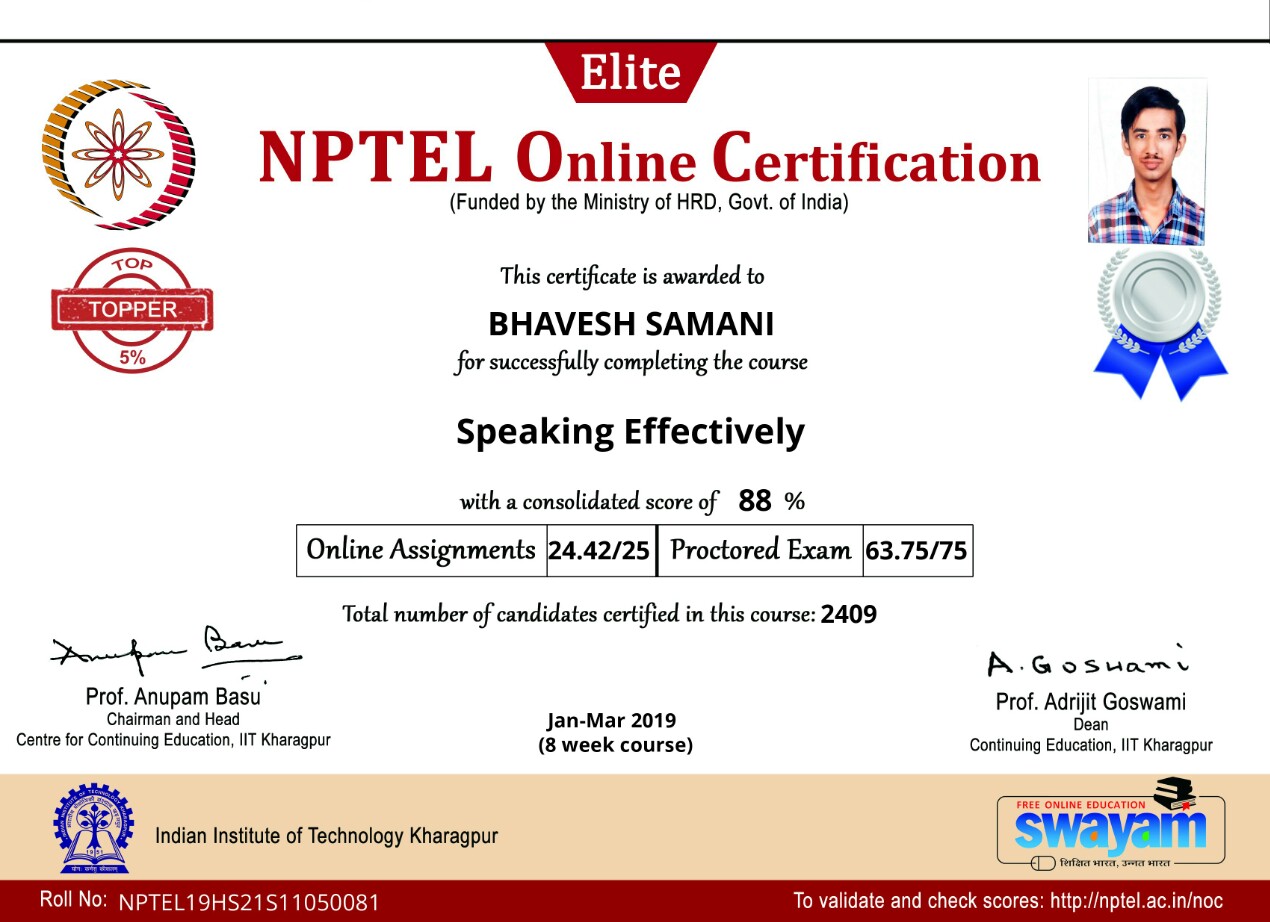 Elite
NPTEL Online Certification
(Funded by the Ministry of HRD, Govt. of India)
TOP
TOPPER
5%
This certificate is awarded to
BHAVESH SAMANI
for successfully completing the course
Speaking Effectively
with a consolidated score of 88 %
Online Assignments 24.42/25 Proctored Exam 63.75/75
Total number of candidates certified in this course: 2409
Anupam Basu
Prof. Anupam Basu
Chairman and Head
Centre for Continuing Education, IIT Kharagpur
Jan-Mar 2019
(8 week course)
A. Goswami
Prof. Adrijit Goswami
Dean
Continuing Education, IIT Kharagpur
1951
योगः कर्मसु कौशलम्
Indian Institute of Technology Kharagpur
FREE ONLINE EDUCATION
swayam
शिक्षित भारत, उन्नत भारत
Roll No: NPTEL19HS21S11050081
To validate and check scores: http://nptel.ac.in/noc